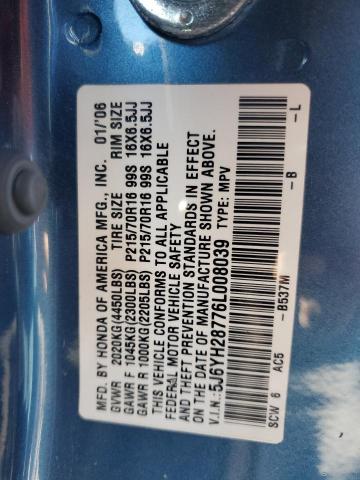 MFD. BY HONDA OF AMERICA MFG., INC. 01/'06
GVWR 2020KG(4450LBS) TIRE SIZE RIM SIZE
GAWR F 1045KG(2300LBS) P215/70R16 99S 16X6.5JJ
GAWR R 1000KG(2205LBS) P215/70R16 99S 16X6.5JJ
THIS VEHICLE CONFORMS TO ALL APPLICABLE
FEDERAL MOTOR VEHICLE SAFETY
AND THEFT PREVENTION STANDARDS IN EFFECT
ON THE DATE OF MANUFACTURE SHOWN ABOVE.
V.I.N.:5J6YH28776L008039 TYPE: MPV
SCW 6 AC5 -B537M -B -L